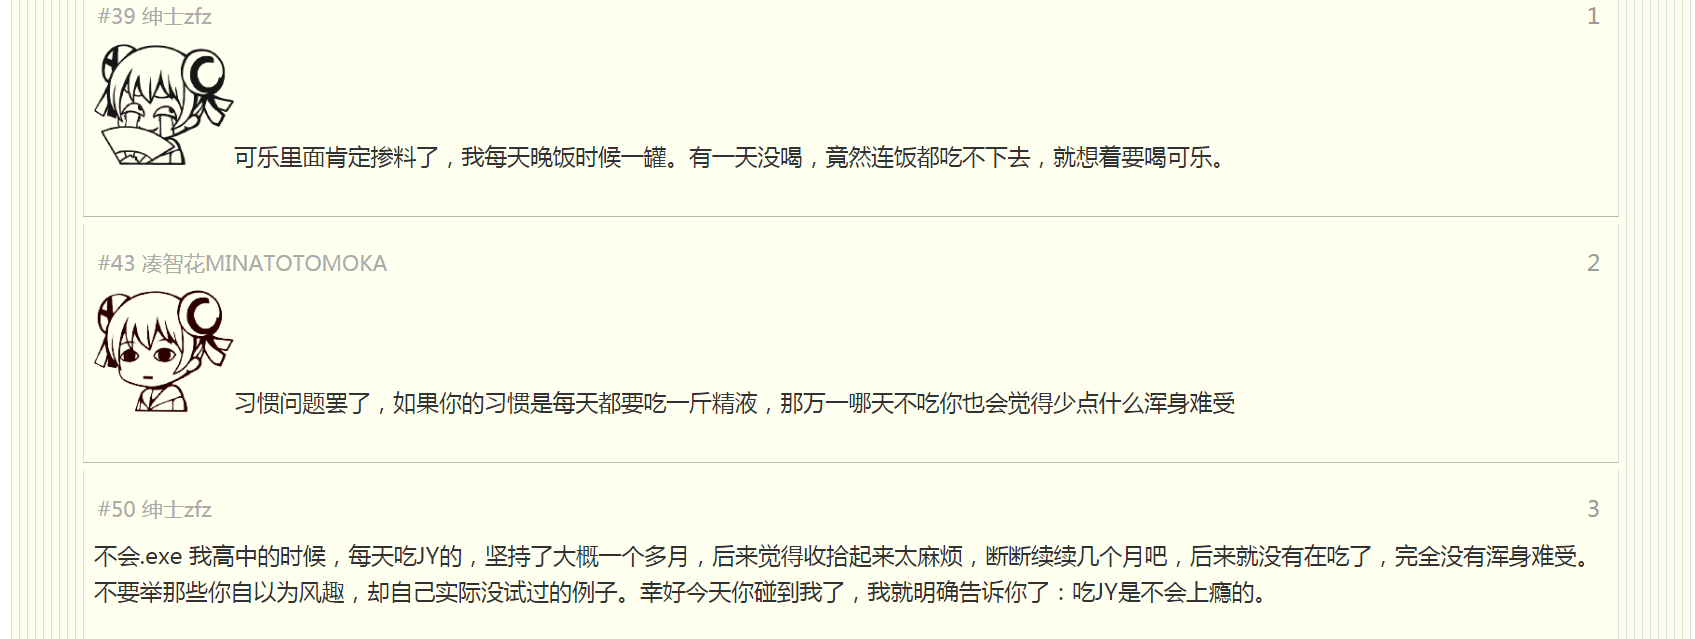 #39 绅士zfz 1
可乐里面肯定掺料了，我每天晚饭时候一罐。有一天没喝，竟然连饭都吃不下去，就想着要喝可乐。
#43 凑智花MINATOTOMOKA 2
习惯问题罢了，如果你的习惯是每天都要吃一斤精液，那万一哪天不吃你也会觉得少点什么浑身难受
#50 绅士zfz 3
不会.exe 我高中的时候，每天吃JY的，坚持了大概一个多月，后来觉得收拾起来太麻烦，断断续续几个月吧，后来就没有在吃了，完全没有浑身难受。
不要举那些你自以为风趣，却自己实际没试过的例子。幸好今天你碰到我了，我就明确告诉你了：吃JY是不会上瘾的。